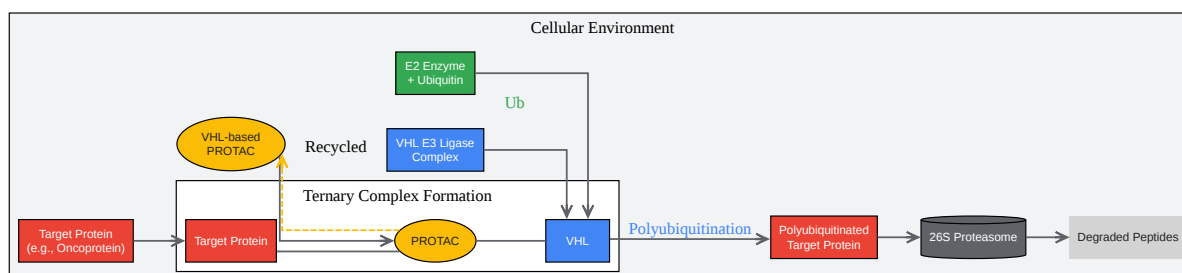 Cellular Environment
E2 Enzyme
+ Ubiquitin
Ub
VHL-based
PROTAC
Recycled
VHL E3 Ligase
Complex
Ternary Complex Formation
Target Protein
(e.g., Oncoprotein)
Target Protein
PROTAC
VHL
Polyubiquitination
Polyubiquitinated
Target Protein
26S Proteasome
Degraded Peptides